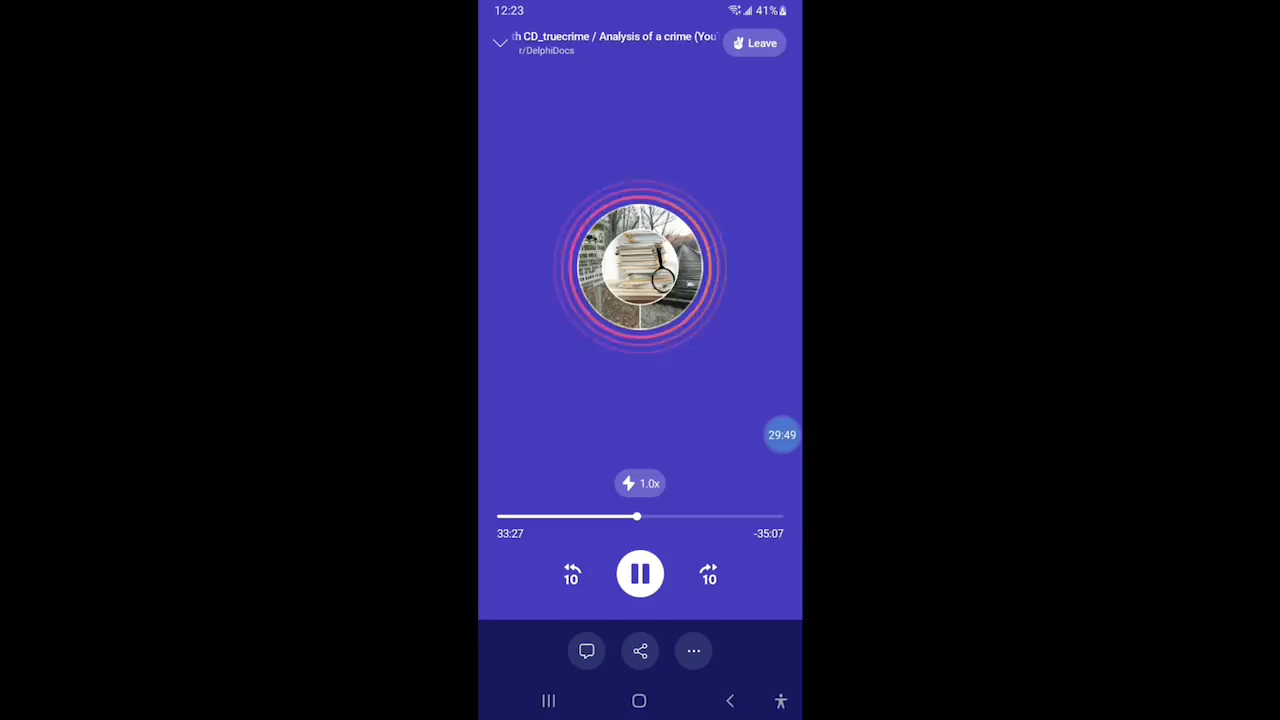 12:23
41%
h CD_truecrime / Analysis of a crime (You
r/DelphiDocs
Leave
29:49
1.0x
33:27
-35:07
10
10